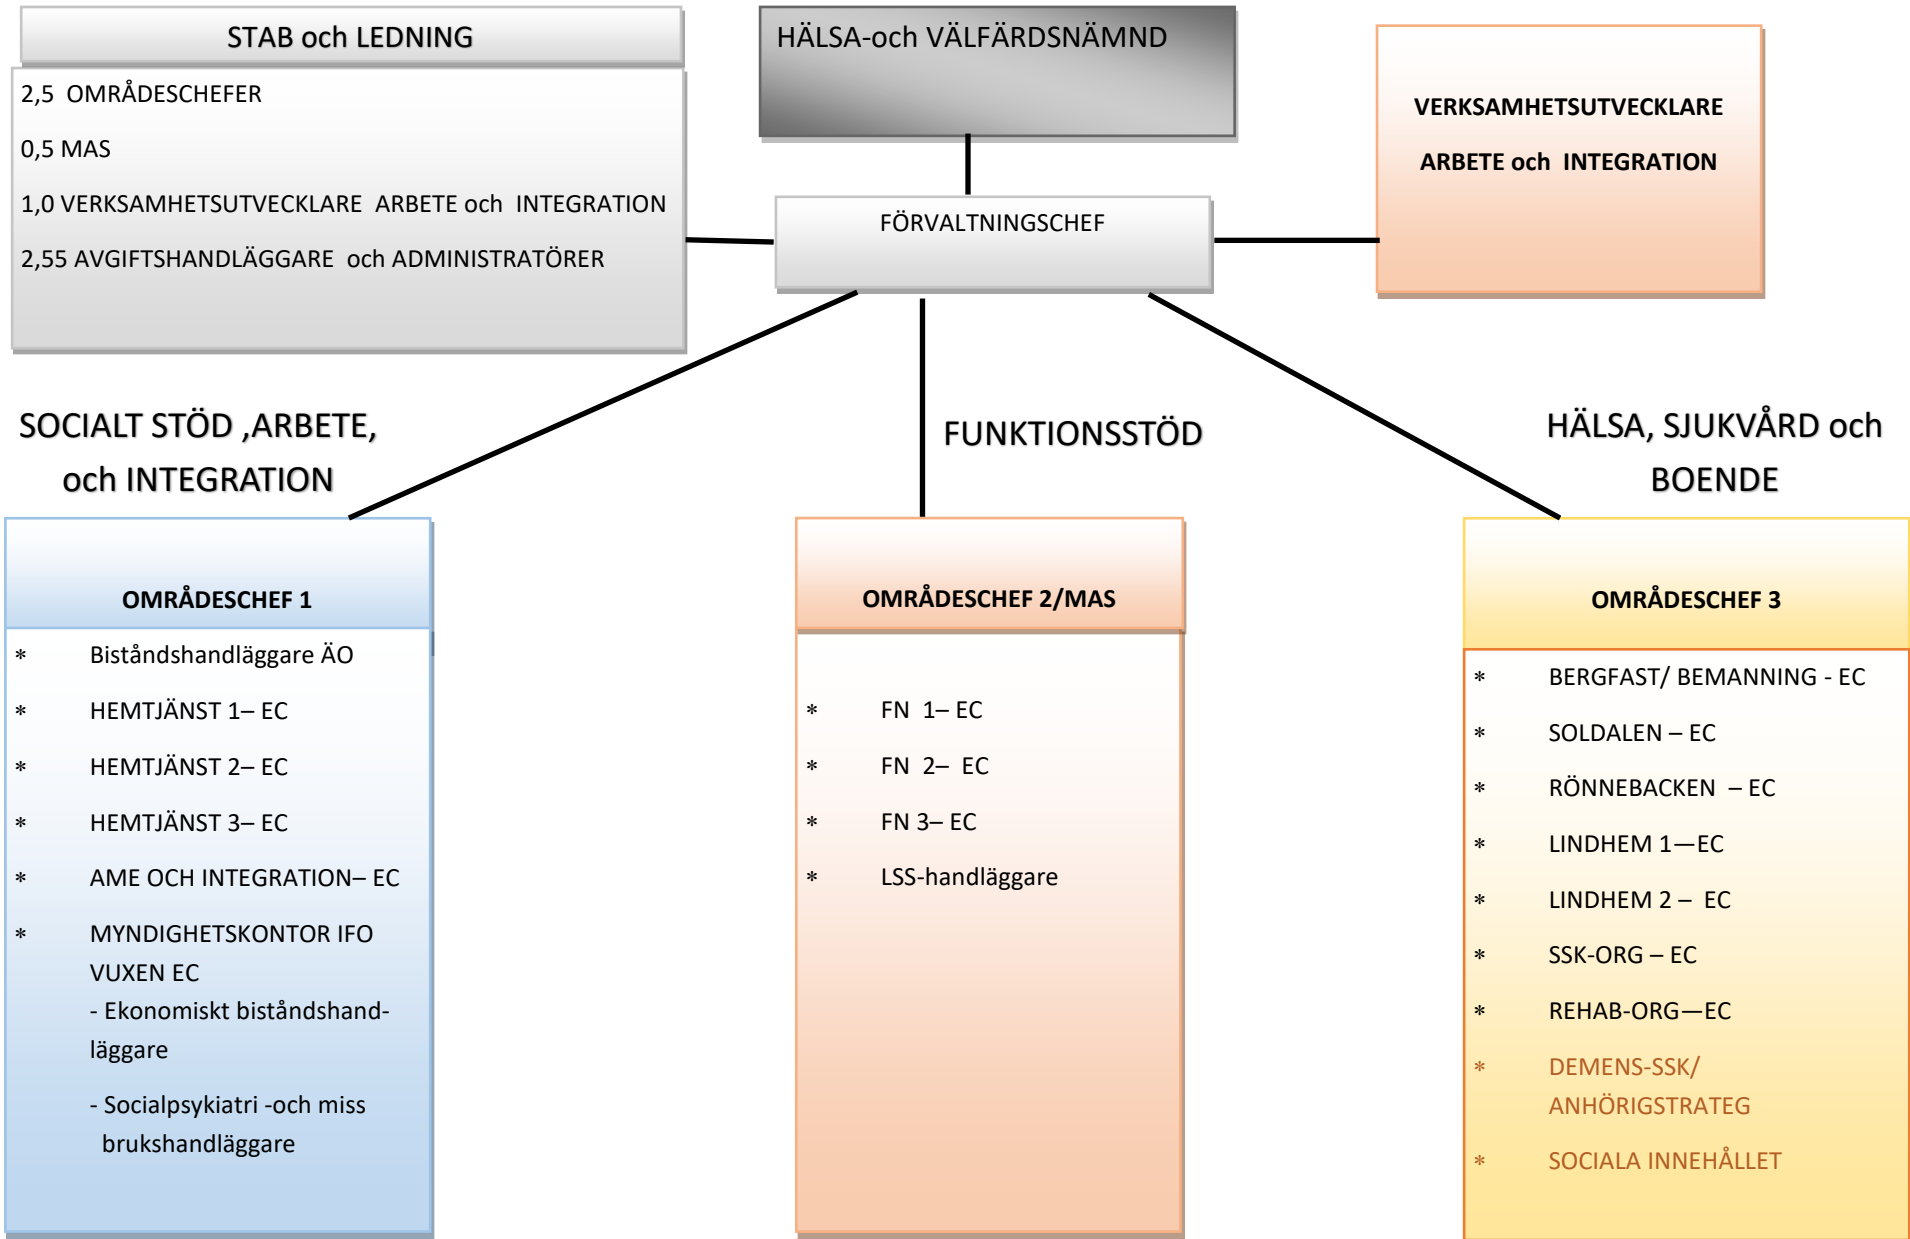 STAB och LEDNING
2,5 OMRÅDESCHEFER
0,5 MAS
1,0 VERKSAMHETSUTVECKLARE ARBETE och INTEGRATION
2,55 AVGIFTSHANDLÄGGARE och ADMINISTRATÖRER
HÄLSA-och VÄLFÄRDSNÄMND
FÖRVALTNINGSCHEF
VERKSAMHETSUTVECKLARE
ARBETE och INTEGRATION
SOCIALT STÖD ,ARBETE,
och INTEGRATION
OMRÅDESCHEF 1
* Biståndshandläggare ÄO
* HEMTJÄNST 1– EC
* HEMTJÄNST 2– EC
* HEMTJÄNST 3– EC
* AME OCH INTEGRATION– EC
* MYNDIGHETSKONTOR IFO
VUXEN EC
- Ekonomiskt biståndshand-
läggare
- Socialpsykiatri -och miss
brukshandläggare
FUNKTIONSSTÖD
OMRÅDESCHEF 2/MAS
* FN 1– EC
* FN 2– EC
* FN 3– EC
* LSS-handläggare
HÄLSA, SJUKVÅRD och
BOENDE
OMRÅDESCHEF 3
* BERGFAST/ BEMANNING - EC
* SOLDALEN – EC
* RÖNNEBACKEN – EC
* LINDHEM 1—EC
* LINDHEM 2 – EC
* SSK-ORG – EC
* REHAB-ORG—EC
* DEMENS-SSK/
ANHÖRIGSTRATEG
* SOCIALA INNEHÅLLET